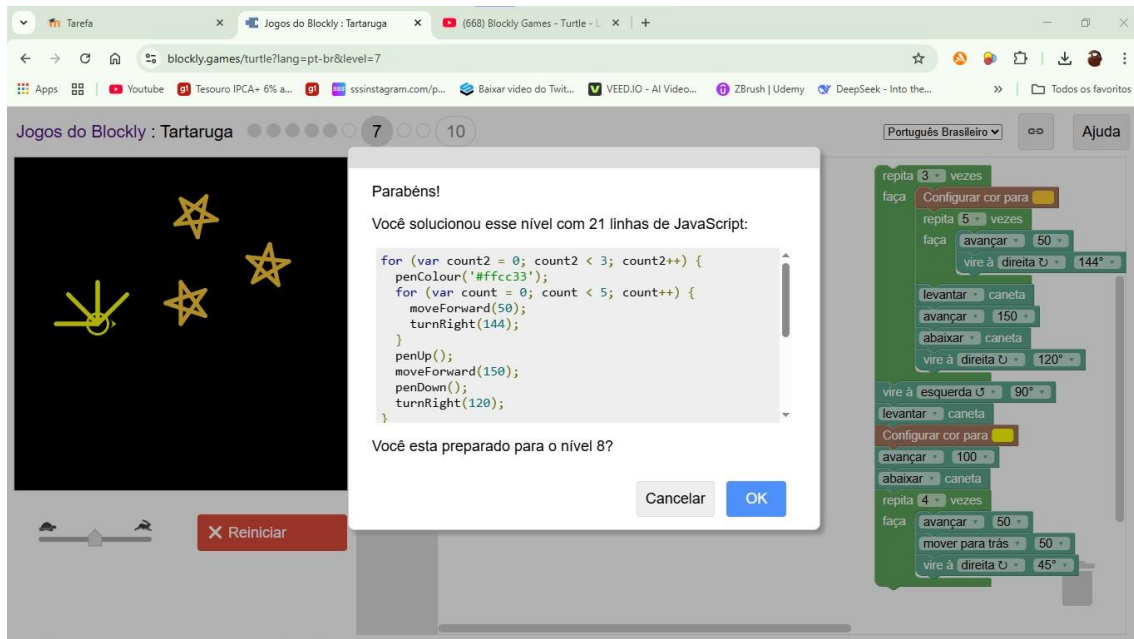 Tarefa
Jogos do Blockly : Tartaruga
(668) Blockly Games - Turtle - L
blockly.games/turtle?lang=pt-br&level=7
Apps
Youtube
Tesouro IPCA+ 6% a...
sssinstagram.com/p...
Baixar video do Twit...
VEED.IO - AI Video...
ZBrush | Udemy
DeepSeek - Into the...
»
Todos os favoritos
Jogos do Blockly : Tartaruga
7
10
Português Brasileiro
Ajuda
Parabéns!
Você solucionou esse nível com 21 linhas de JavaScript:
for (var count2 = 0; count2 < 3; count2++) {
penColour('#ffcc33');
for (var count = 0; count < 5; count++) {
moveForward(50);
turnRight(144);
}
penUp();
moveForward(150);
penDown();
turnRight(120);
}
Você esta preparado para o nível 8?
Cancelar
OK
Reiniciar
repita 3 vezes
faça Configurar cor para
repita 5 vezes
faça avançar 50
vire à direita ↻ 144°
levantar caneta
avançar 150
abaixar caneta
vire à direita ↻ 120°
vire à esquerda ↺ 90°
levantar caneta
Configurar cor para
avançar 100
abaixar caneta
repita 4 vezes
faça avançar 50
mover para trás 50
vire à direita ↻ 45°